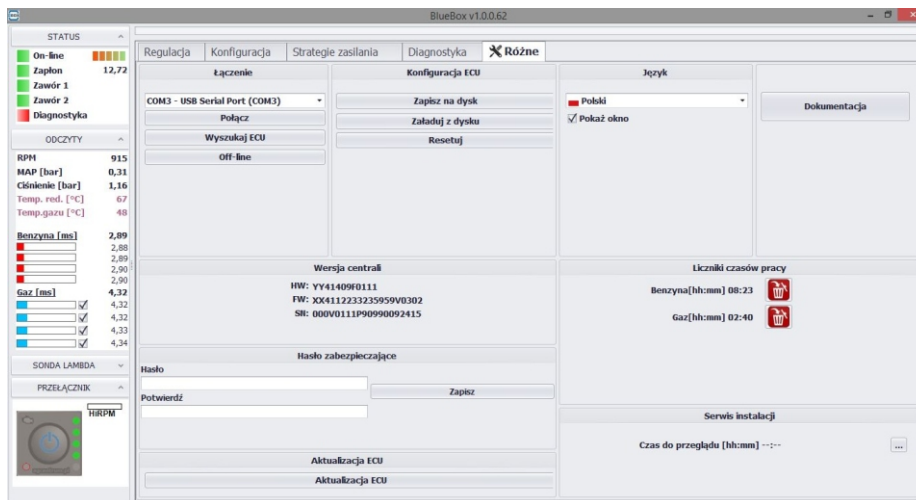 BlueBox v1.0.0.62
STATUS
On-line
Zapłon 12,72
Zawór 1
Zawór 2
Diagnostyka
ODCZYTY
RPM 915
MAP [bar] 0,31
Ciśnienie [bar] 1,16
Temp. red. [°C] 67
Temp.gazu [°C] 48
Benzyna [ms] 2,89
2,88
2,89
2,90
2,90
Gaz [ms] 4,32
4,32
4,32
4,33
4,34
SONDA LAMBDA
PRZEŁĄCZNIK
HiRPM
Regulacja Konfiguracja Strategie zasilania Diagnostyka Różne
Łączenie
COM3 - USB Serial Port (COM3)
Połącz
Wyszukaj ECU
Off-line
Konfiguracja ECU
Zapisz na dysk
Załaduj z dysku
Resetuj
Język
Polski
Pokaż okno
Dokumentacja
Wersja centrali
HW: YY41409F0111
FW: XX4112233235959V0302
SN: 000V0111P90990092415
Liczniki czasów pracy
Benzyna[hh:mm] 08:23
Gaz[hh:mm] 02:40
Hasło zabezpieczające
Hasło
Potwierdź
Zapisz
Serwis instalacji
Czas do przeglądu [hh:mm] --:--
...
Aktualizacja ECU
Aktualizacja ECU